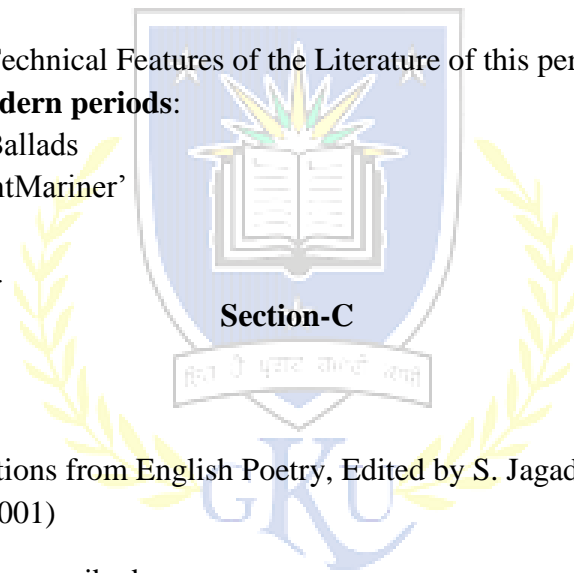 Technical Features of the Literature of this per
dern periods:
Ballads
ntMariner’
Section-C
tions from English Poetry, Edited by S. Jagad
001)
GKU